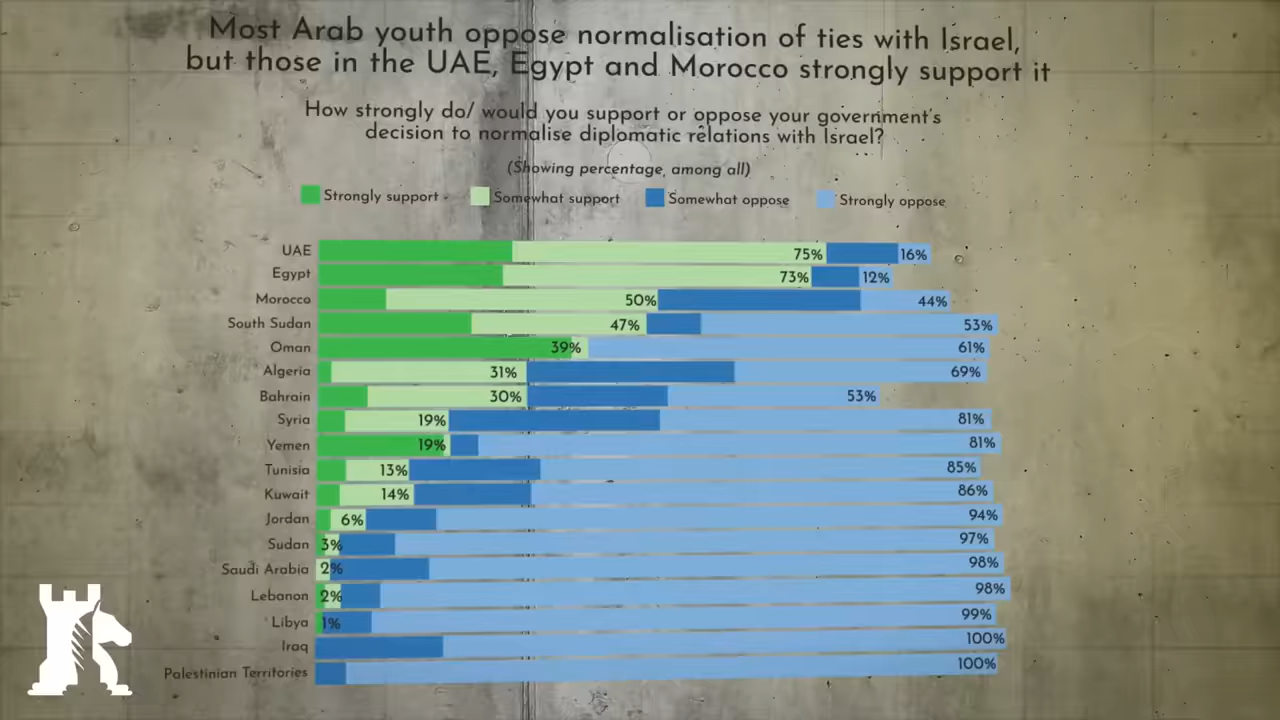 Most Arab youth oppose normalisation of ties with Israel,
but those in the UAE, Egypt and Morocco strongly support it
How strongly do/ would you support or oppose your government's
decision to normalise diplomatic relations with Israel?
(Showing percentage, among all)
Strongly support Somewhat support Somewhat oppose Strongly oppose
UAE 75% 16%
Egypt 73% 12%
Morocco 50% 44%
South Sudan 47% 53%
Oman 39% 61%
Algeria 31% 69%
Bahrain 30% 53%
Syria 19% 81%
Yemen 19% 81%
Tunisia 13% 85%
Kuwait 14% 86%
Jordan 6% 94%
Sudan 3% 97%
Saudi Arabia 2% 98%
Lebanon 2% 98%
Libya 1% 99%
Iraq 100%
Palestinian Territories 100%